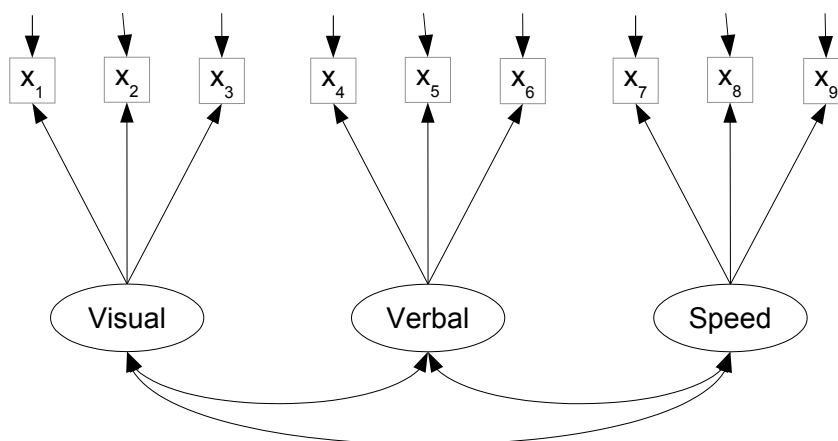 x₁ x₂ x₃ x₄ x₅ x₆ x₇ x₈ x₉
Visual Verbal Speed